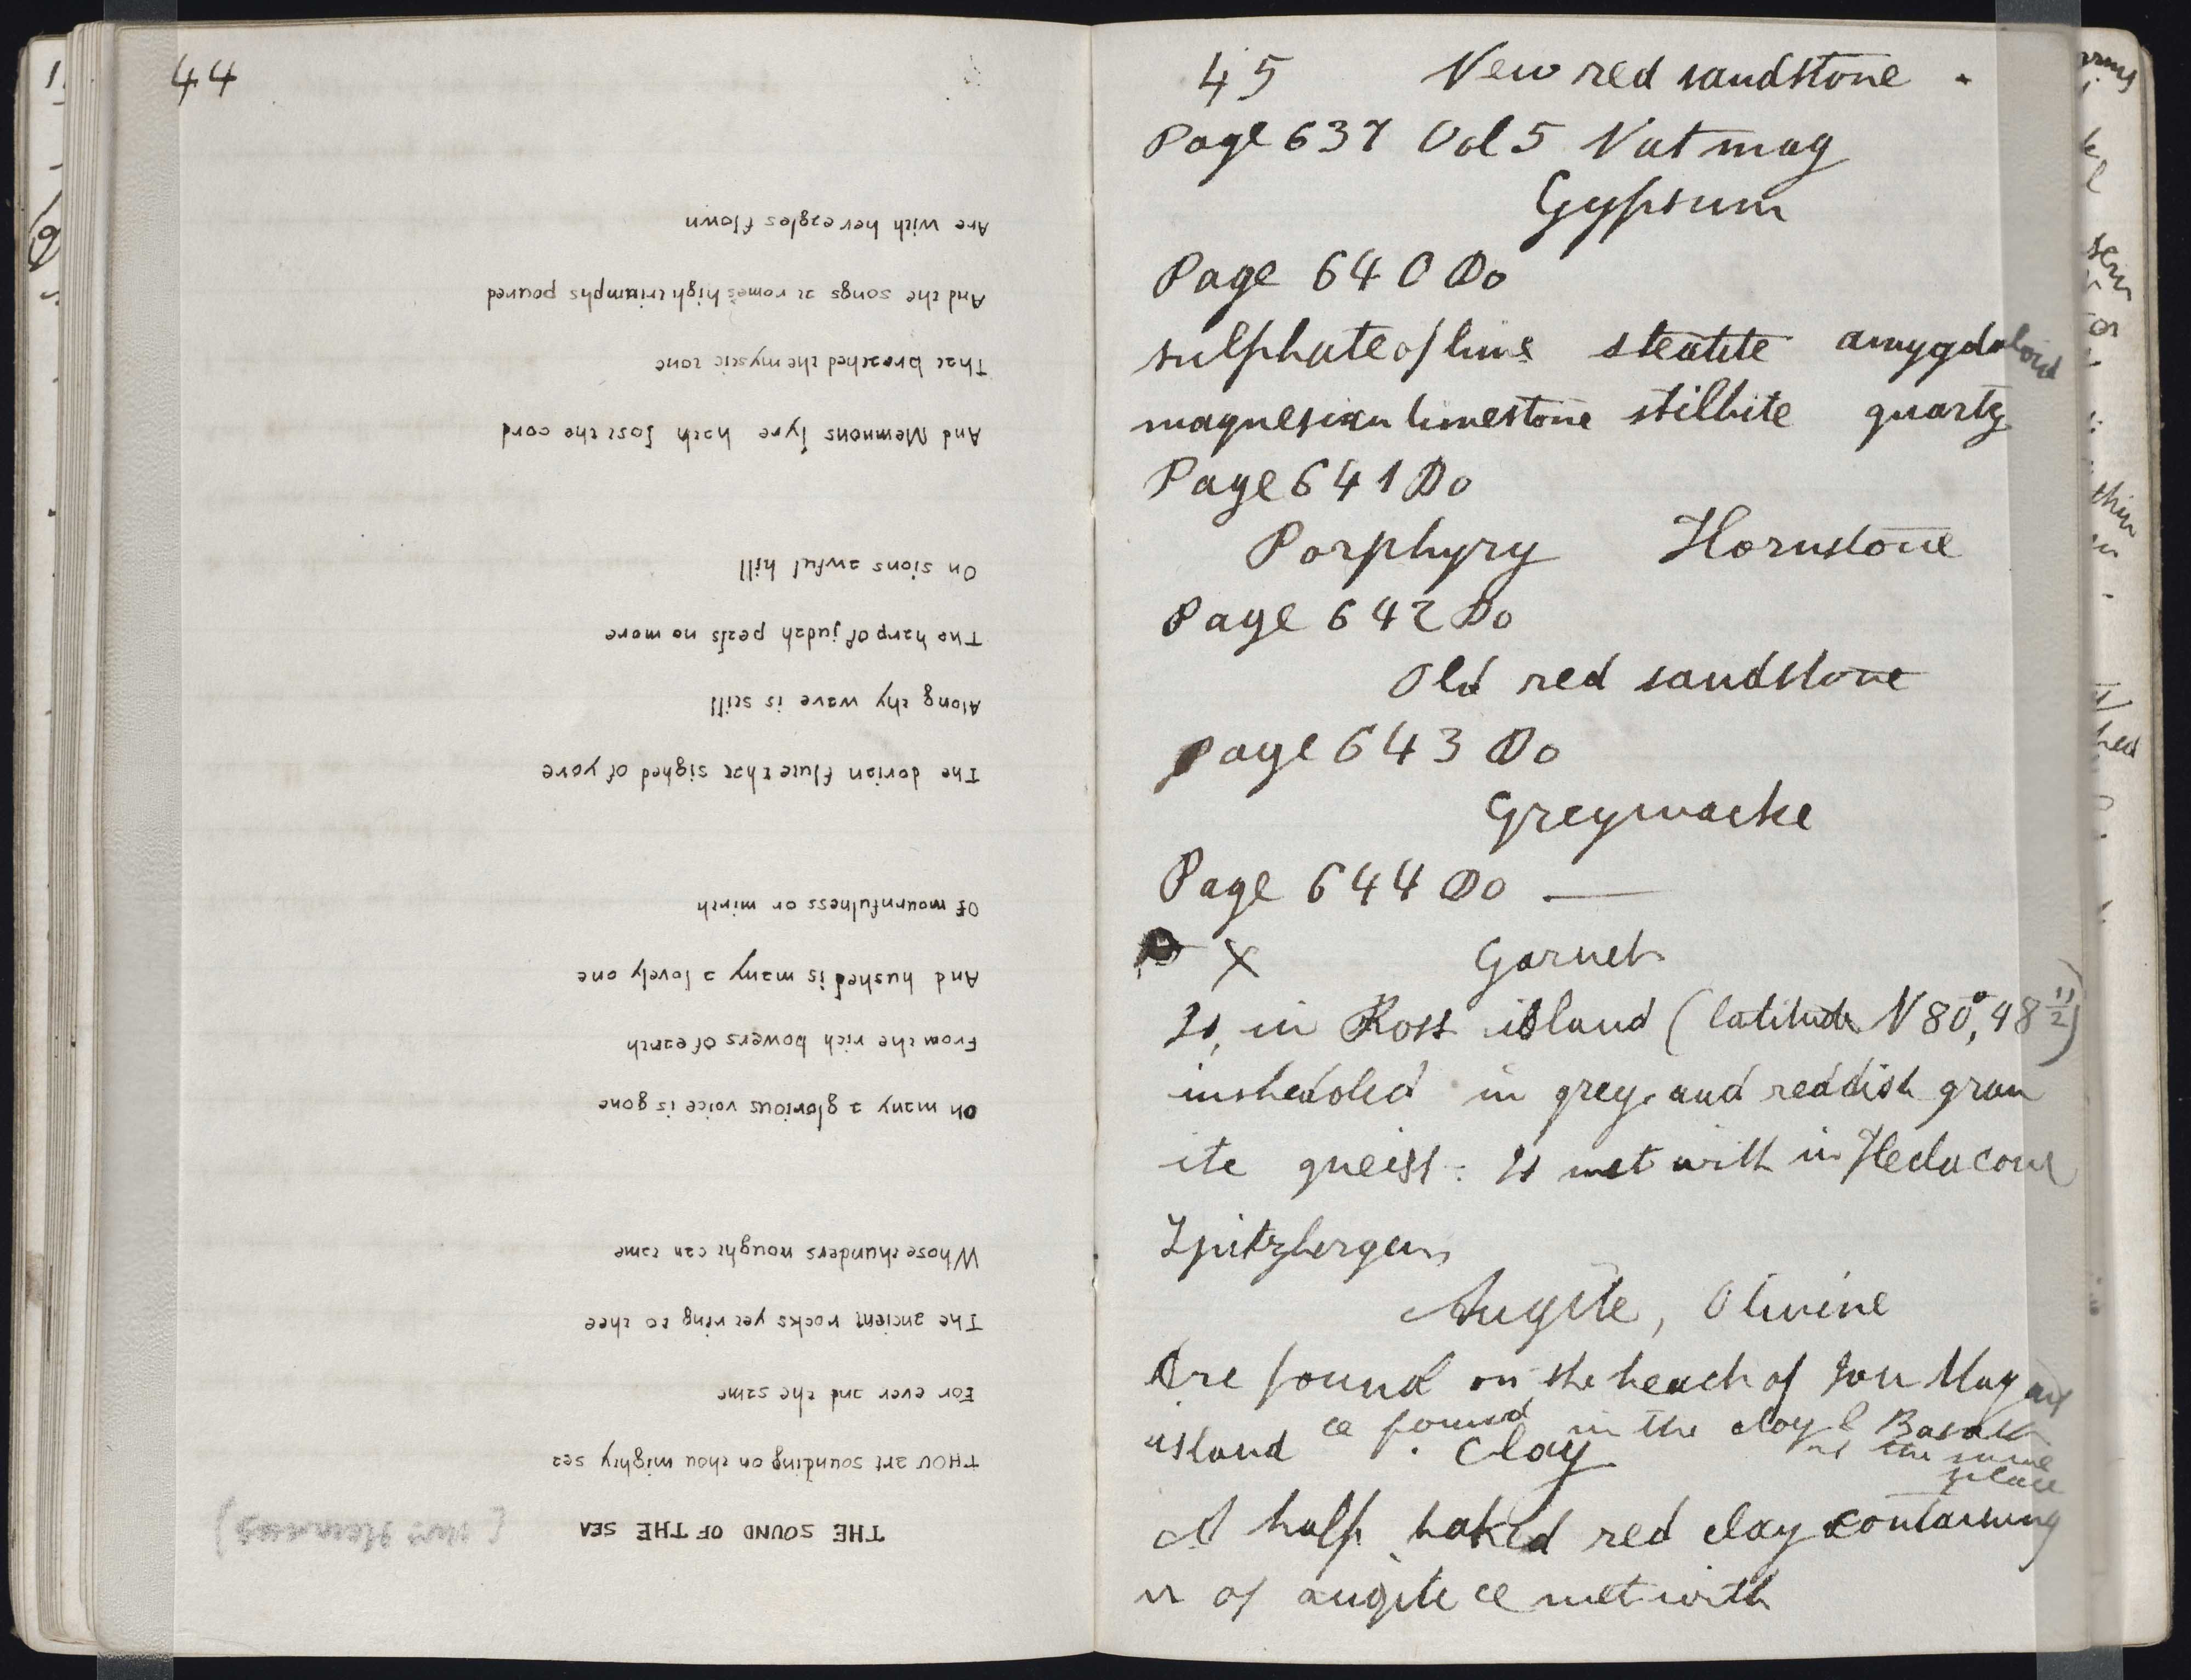 44
THE SOUND OF THE SEA (Mrs Hemans)
THOU art sounding on thou mighty sea
For ever and the same
The ancient rocks yet ring to thee
Whose thunders nought can tame
Oh many a glorious voice is gone
From the rich bowers of earth
And hushed is many a lovely one
Of mournfulness or mirth
The dorian flute that sighed of yore
Along thy wave is still
The harp of judah peals no more
On sions awful hill
And Memnons lyre hath lost the cord
That breathed the mystic tone
And the songs at rome's high triumphs poured
Are with her eagles flown
45 New red sandstone .
Page 637 Vol 5 Nat mag
Gypsum
Page 640 Do
sulphate of lime steatite amygdaloid
magnesian limestone stilbite quartz
Page 641 Do
Porphyry Hornstone
Page 642 Do
Old red sandstone
page 643 Do
Greywacke
Page 644 Do —
X Garnet
Is, in Ross island (latitude N 80°, 48 11/2)
imbedded in grey and reddish gran
ite gneiss. Is met with in Hecla cove
Spitzbergen
Augite, Olivine
Are found on the beach of Jan Mayen
island ce found in the clay & Basalt
at the same
place
Clay
A half baked red clay containing
of augite ce met with